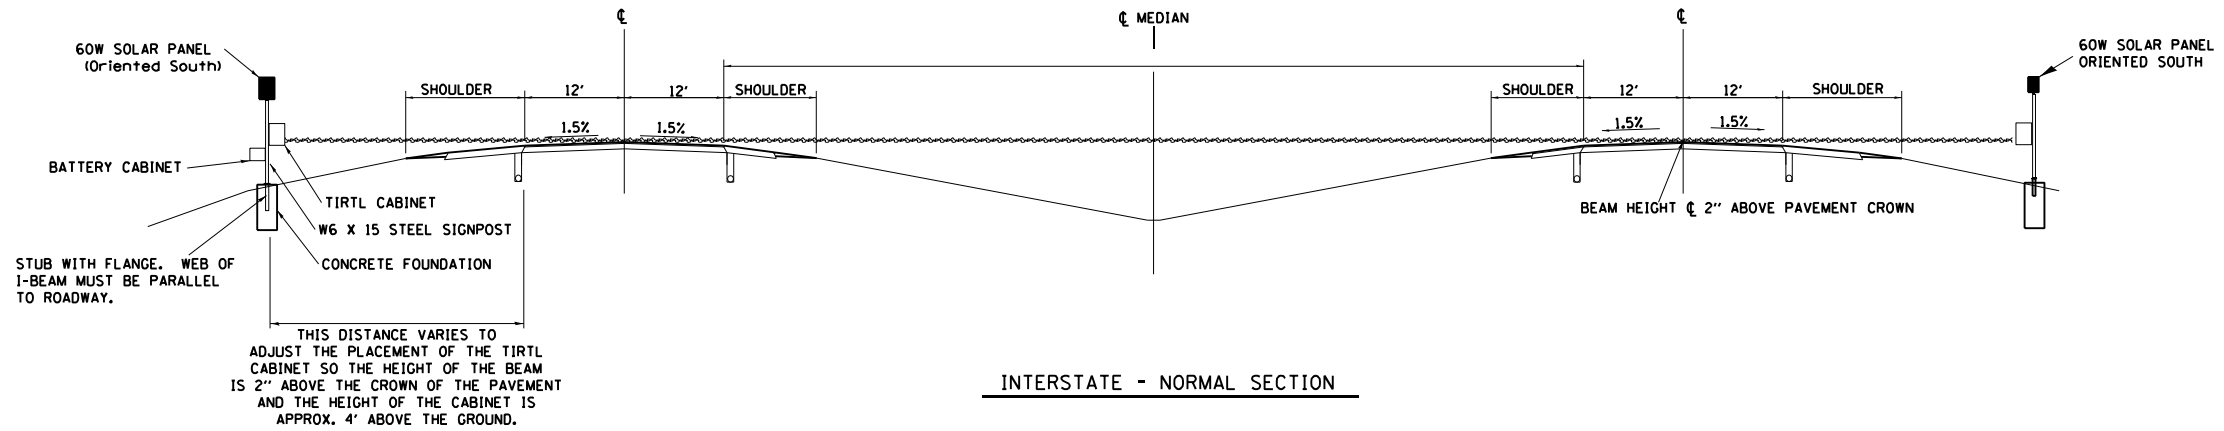 ℄
℄ MEDIAN
℄
60W SOLAR PANEL
(Oriented South)
60W SOLAR PANEL
ORIENTED SOUTH
SHOULDER
12'
12'
SHOULDER
SHOULDER
12'
12'
SHOULDER
1.5%
1.5%
1.5%
1.5%
BATTERY CABINET
TIRTL CABINET
W6 X 15 STEEL SIGNPOST
CONCRETE FOUNDATION
BEAM HEIGHT ℄ 2" ABOVE PAVEMENT CROWN
STUB WITH FLANGE. WEB OF
I-BEAM MUST BE PARALLEL
TO ROADWAY.
THIS DISTANCE VARIES TO
ADJUST THE PLACEMENT OF THE TIRTL
CABINET SO THE HEIGHT OF THE BEAM
IS 2" ABOVE THE CROWN OF THE PAVEMENT
AND THE HEIGHT OF THE CABINET IS
APPROX. 4' ABOVE THE GROUND.
INTERSTATE - NORMAL SECTION